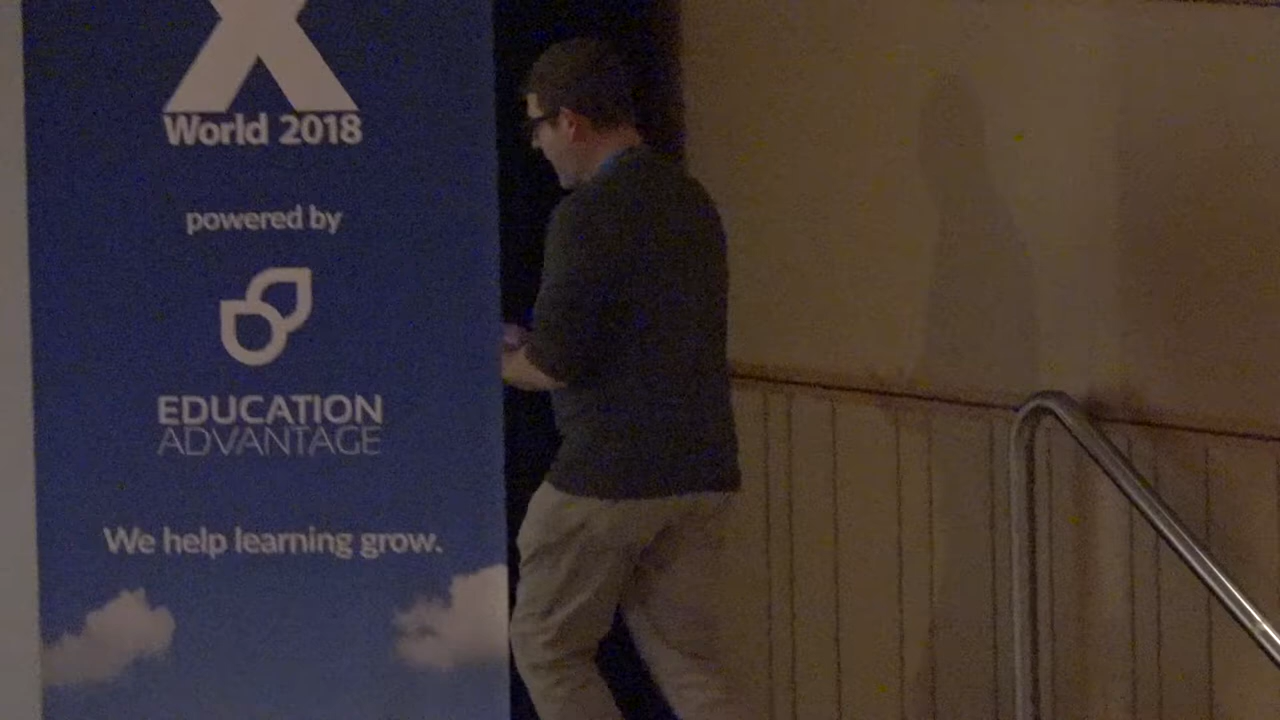 X
World 2018
powered by
EDUCATION
ADVANTAGE
We help learning grow.